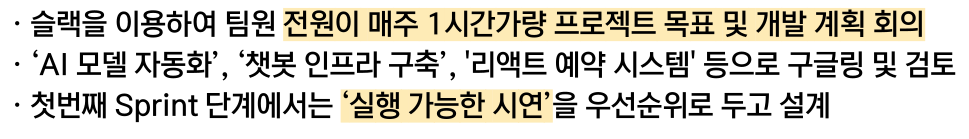 · 슬랙을 이용하여 팀원 전원이 매주 1시간가량 프로젝트 목표 및 개발 계획 회의
· ‘AI 모델 자동화’, ‘챗봇 인프라 구축’, '리액트 예약 시스템' 등으로 구글링 및 검토
· 첫번째 Sprint 단계에서는 ‘실행 가능한 시연’을 우선순위로 두고 설계